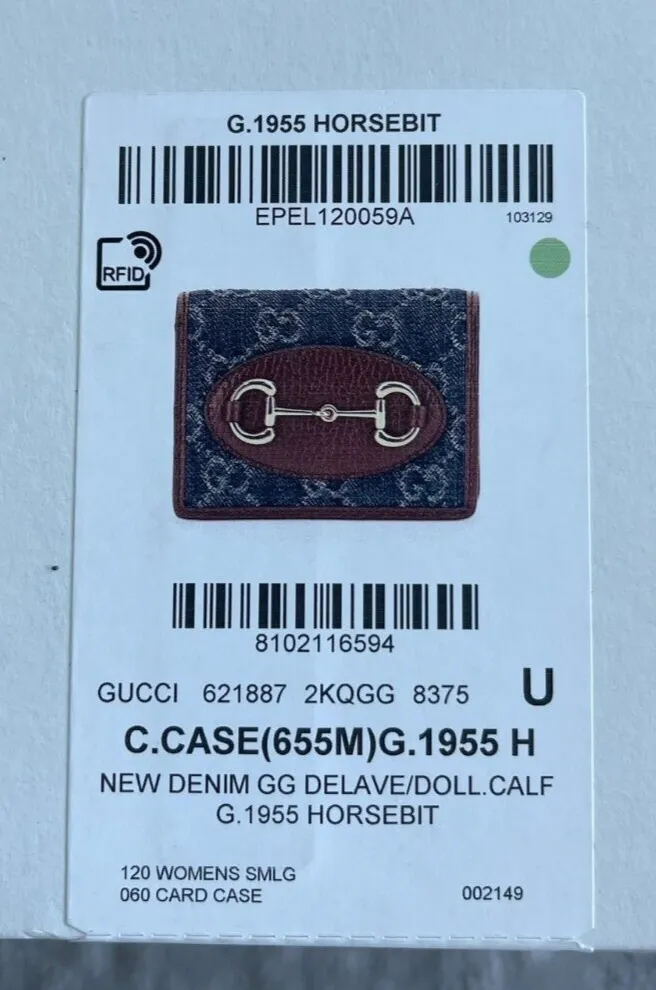 G.1955 HORSEBIT
EPEL120059A
103129
RFID
8102116594
GUCCI 621887 2KQGG 8375 U
C.CASE(655M)G.1955 H
NEW DENIM GG DELAVE/DOLL.CALF
G.1955 HORSEBIT
120 WOMENS SMLG
060 CARD CASE 002149